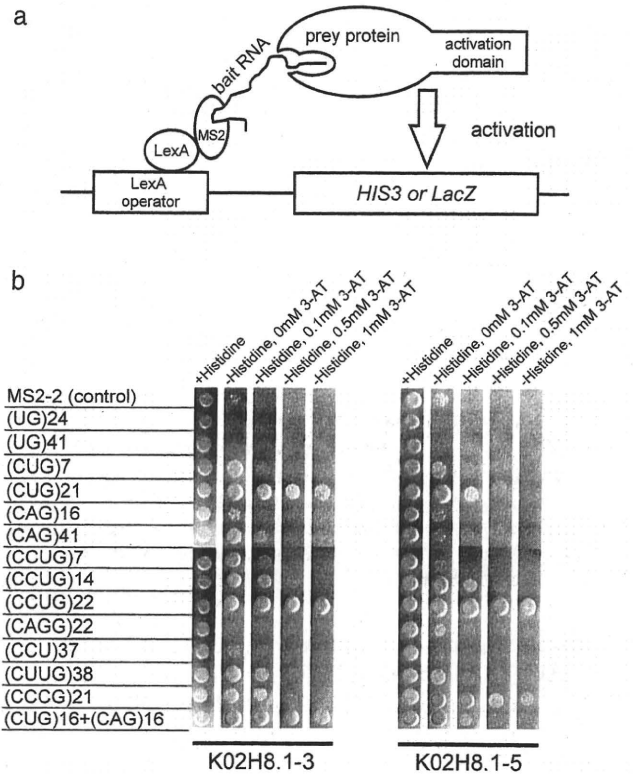 a
prey protein
activation
domain
bait RNA
MS2
LexA
activation
LexA
operator
HIS3 or LacZ
b
+Histidine
-Histidine, 0mM 3-AT
-Histidine, 0.1mM 3-AT
-Histidine, 0.5mM 3-AT
-Histidine, 1mM 3-AT
+Histidine
-Histidine, 0mM 3-AT
-Histidine, 0.1mM 3-AT
-Histidine, 0.5mM 3-AT
-Histidine, 1mM 3-AT
MS2-2 (control)
(UG)24
(UG)41
(CUG)7
(CUG)21
(CAG)16
(CAG)41
(CCUG)7
(CCUG)14
(CCUG)22
(CAGG)22
(CCU)37
(CUUG)38
(CCCG)21
(CUG)16+(CAG)16
K02H8.1-3
K02H8.1-5